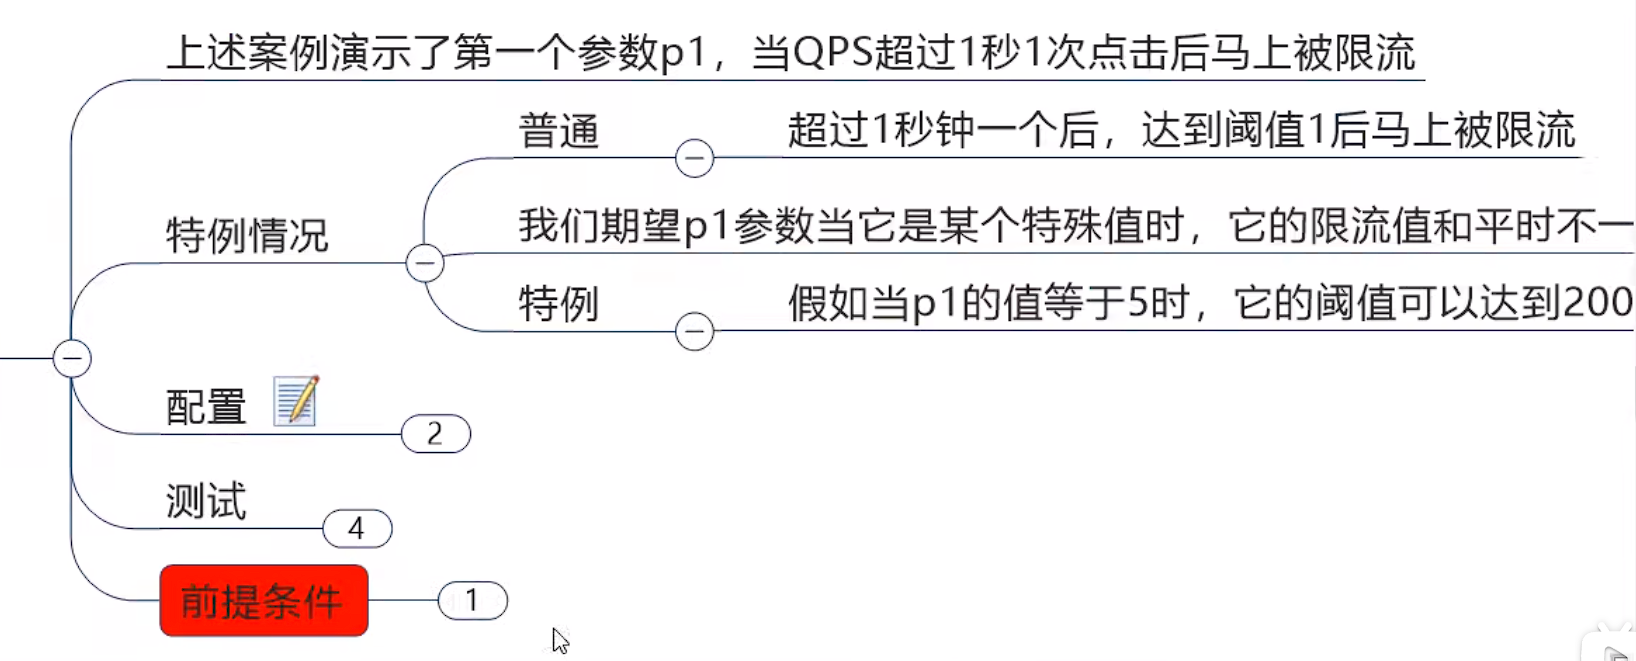 上述案例演示了第一个参数p1，当QPS超过1秒1次点击后马上被限流
普通
超过1秒钟一个后，达到阈值1后马上被限流
特例情况
我们期望p1参数当它是某个特殊值时，它的限流值和平时不一
特例
假如当p1的值等于5时，它的阈值可以达到200
配置
2
测试
4
前提条件
1